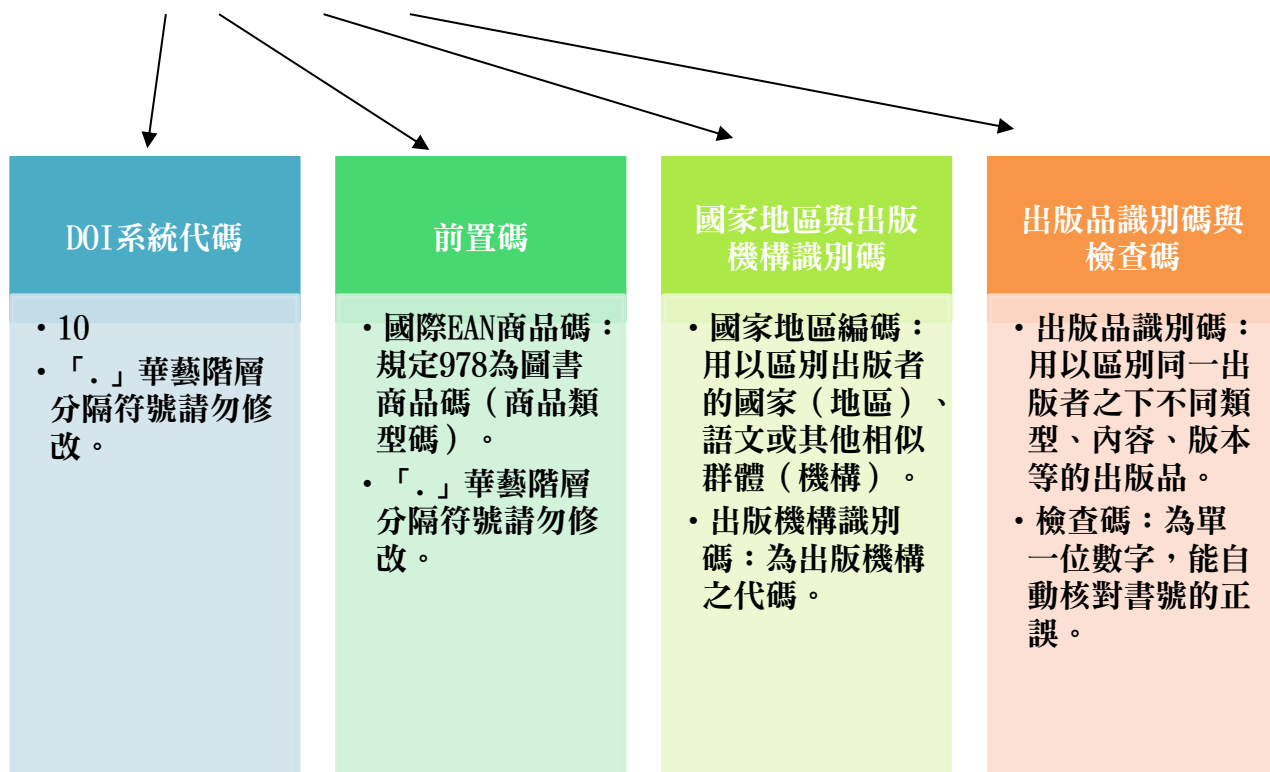 DOI系統代碼
・10
・「.」華藝階層
分隔符號請勿修
改。
前置碼
・國際EAN商品碼：
規定978為圖書
商品碼（商品類
型碼）。
・「.」華藝階層
分隔符號請勿修
改。
國家地區與出版
機構識別碼
・國家地區編碼：
用以區別出版者
的國家（地區）、
語文或其他相似
群體（機構）。
・出版機構識別
碼：為出版機構
之代碼。
出版品識別碼與
檢查碼
・出版品識別碼：
用以區別同一出
版者之下不同類
型、內容、版本
等的出版品。
・檢查碼：為單
一位數字，能自
動核對書號的正
誤。